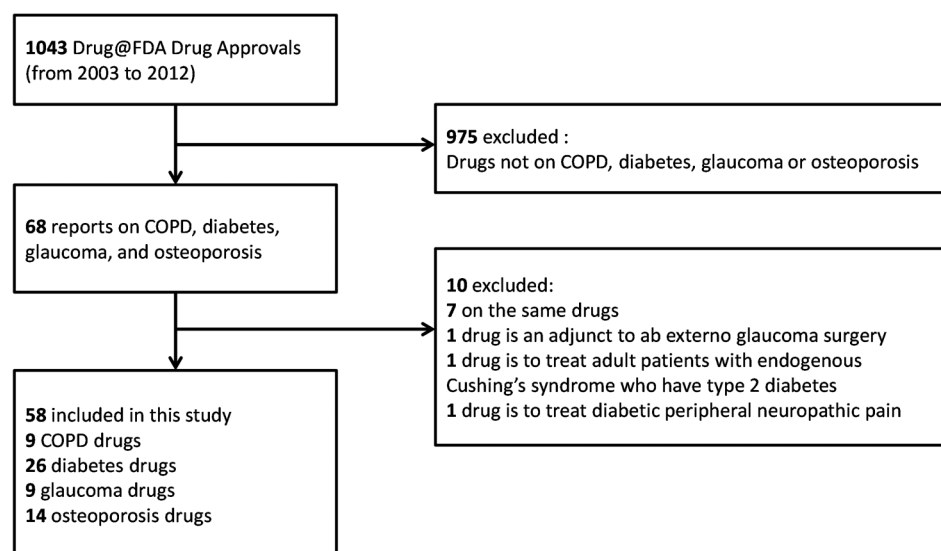 1043 Drug@FDA Drug Approvals
(from 2003 to 2012)
975 excluded :
Drugs not on COPD, diabetes, glaucoma or osteoporosis
68 reports on COPD, diabetes,
glaucoma, and osteoporosis
10 excluded:
7 on the same drugs
1 drug is an adjunct to ab externo glaucoma surgery
1 drug is to treat adult patients with endogenous
Cushing’s syndrome who have type 2 diabetes
1 drug is to treat diabetic peripheral neuropathic pain
58 included in this study
9 COPD drugs
26 diabetes drugs
9 glaucoma drugs
14 osteoporosis drugs